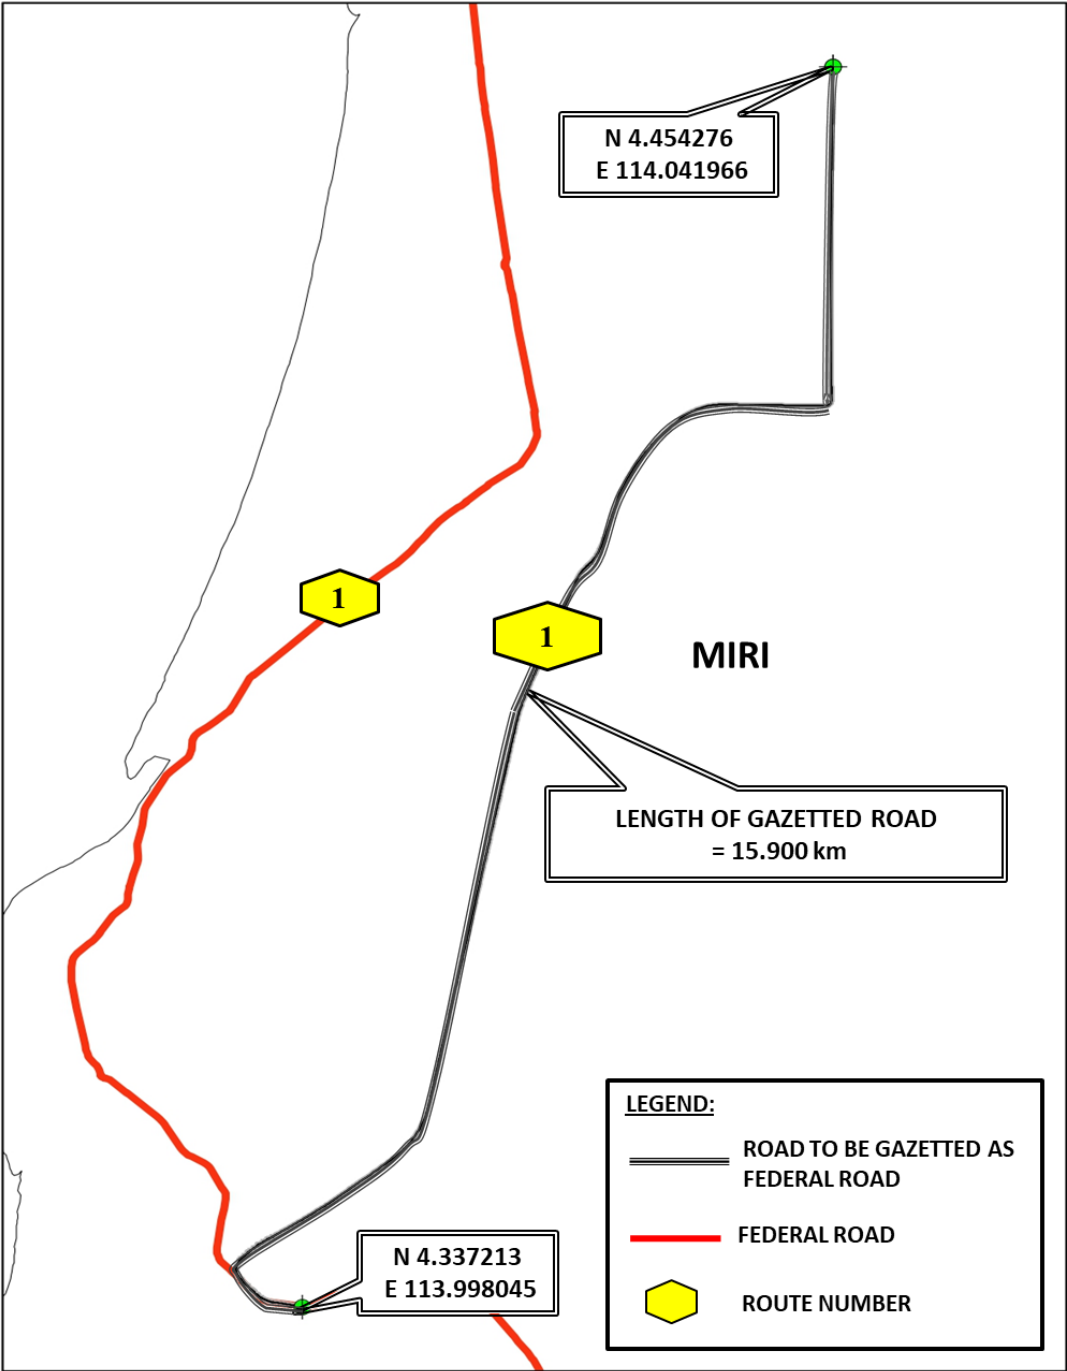 N 4.454276
E 114.041966
1
1
MIRI
LENGTH OF GAZETTED ROAD
= 15.900 km
LEGEND:
ROAD TO BE GAZETTED AS
FEDERAL ROAD
FEDERAL ROAD
ROUTE NUMBER
N 4.337213
E 113.998045